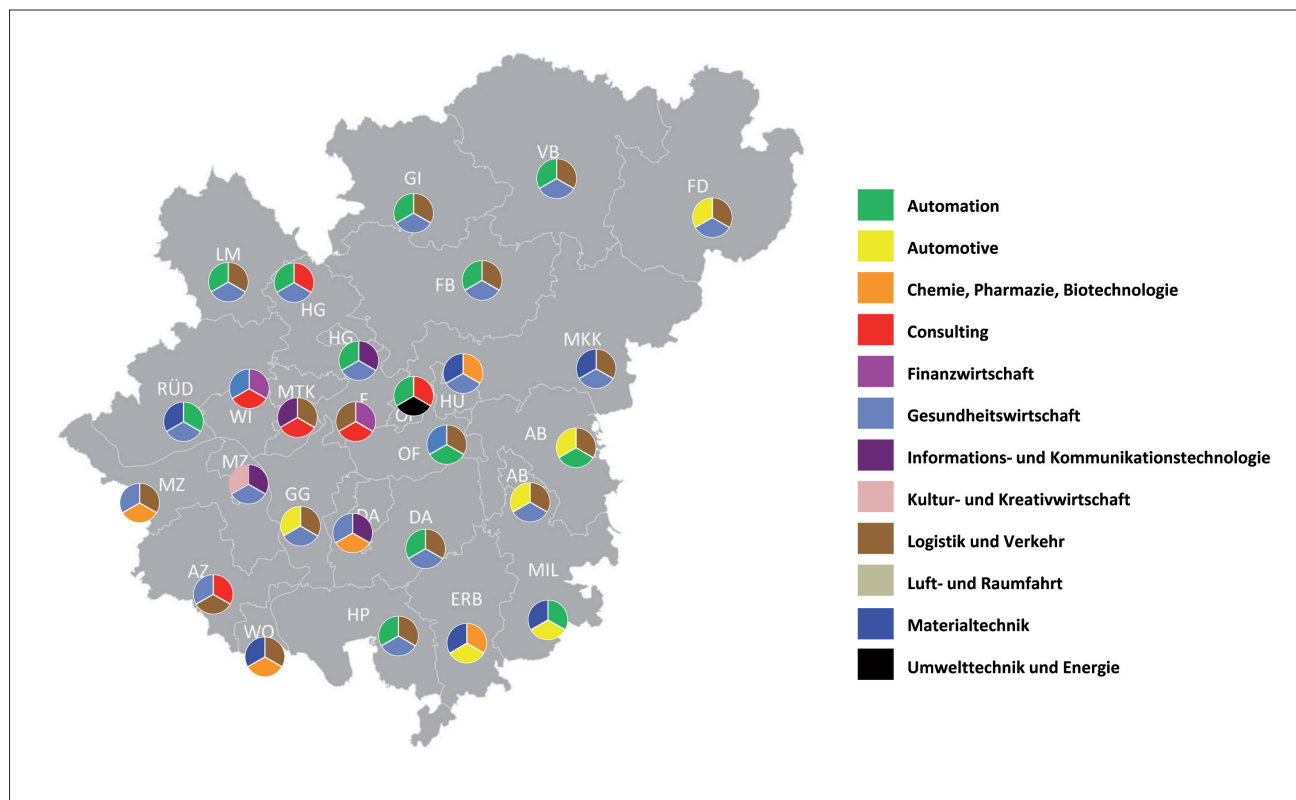 VB
GI
FD
LM
FB
HG
HG
MKK
RÜD
WI
MTK
F
OF
HU
OF
AB
AB
MZ
MZ
GG
DA
DA
MIL
AZ
HP
ERB
WO
Automation
Automotive
Chemie, Pharmazie, Biotechnologie
Consulting
Finanzwirtschaft
Gesundheitswirtschaft
Informations- und Kommunikationstechnologie
Kultur- und Kreativwirtschaft
Logistik und Verkehr
Luft- und Raumfahrt
Materialtechnik
Umwelttechnik und Energie